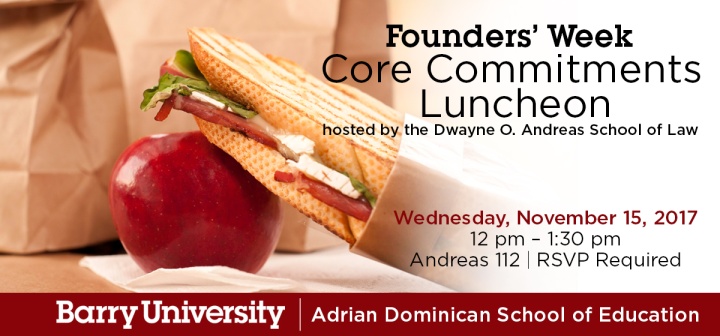 Founders’ Week
Core Commitments
Luncheon
hosted by the Dwayne O. Andreas School of Law
Wednesday, November 15, 2017
12 pm – 1:30 pm
Andreas 112 | RSVP Required
Barry University | Adrian Dominican School of Education